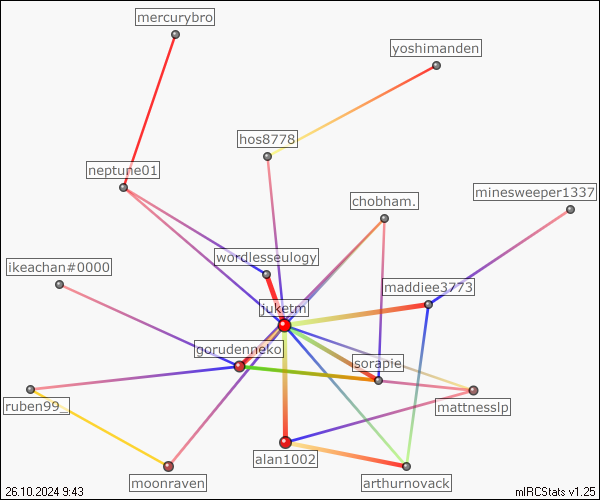 mercurybro
yoshimanden
hos8778
neptune01
minesweeper1337
chobham.
wordlesseulogy
ikeachan#0000
maddiee3773
juketm
gorudenneko
sorapie
ruben99_
mattnesslp
alan1002
moonraven
arthurnovack
26.10.2024 9:43
mIRCStats v1.25